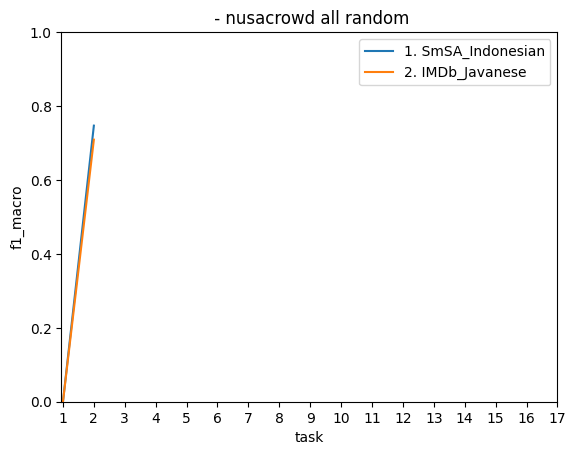 - nusacrowd all random
1. SmSA_Indonesian
2. IMDb_Javanese
f1_macro
1.0
0.8
0.6
0.4
0.2
0.0
1 2 3 4 5 6 7 8 9 10 11 12 13 14 15 16 17
task